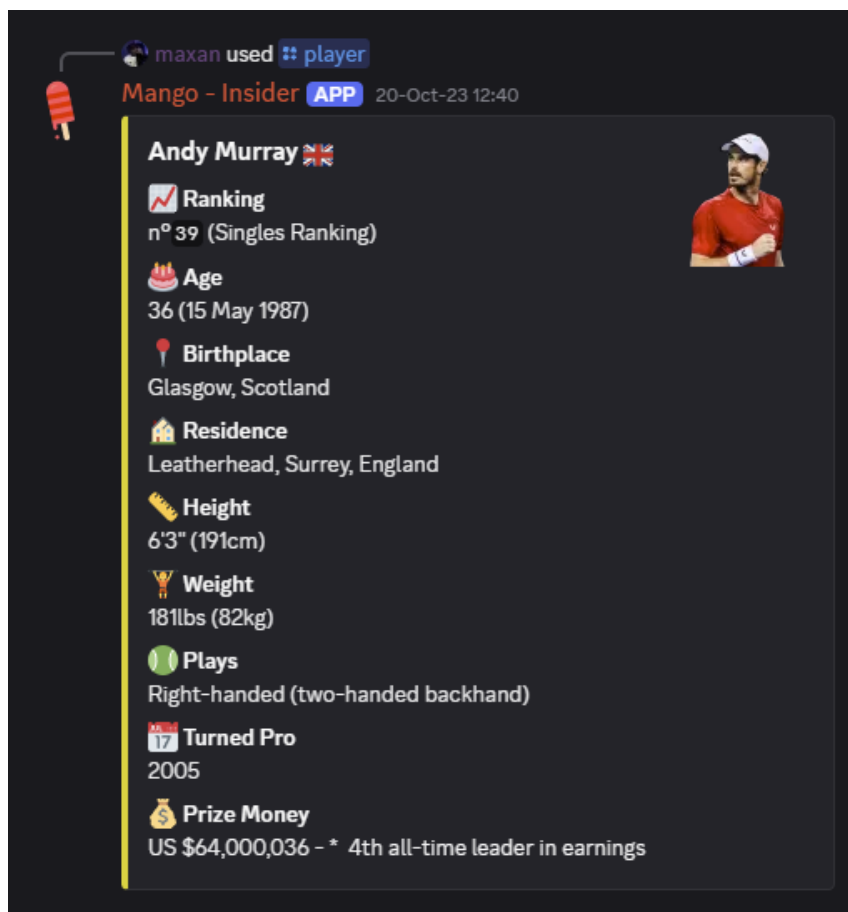 maxan used player
Mango - Insider APP 20-Oct-23 12:40
Andy Murray
Ranking
nº 39 (Singles Ranking)
Age
36 (15 May 1987)
Birthplace
Glasgow, Scotland
Residence
Leatherhead, Surrey, England
Height
6'3" (191cm)
Weight
181lbs (82kg)
Plays
Right-handed (two-handed backhand)
Turned Pro
2005
Prize Money
US $64,000,036 - * 4th all-time leader in earnings